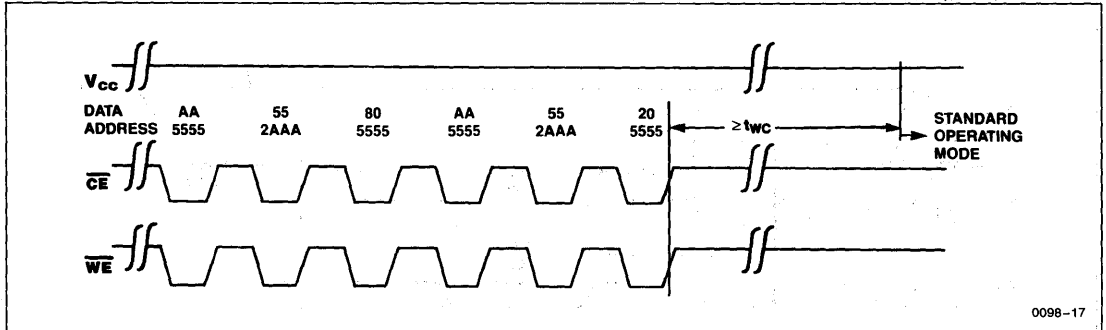 Vcc
DATA AA 55 80 AA 55 20
ADDRESS 5555 2AAA 5555 5555 2AAA 5555
≥tWC
STANDARD
OPERATING
MODE
CE
WE
0098–17